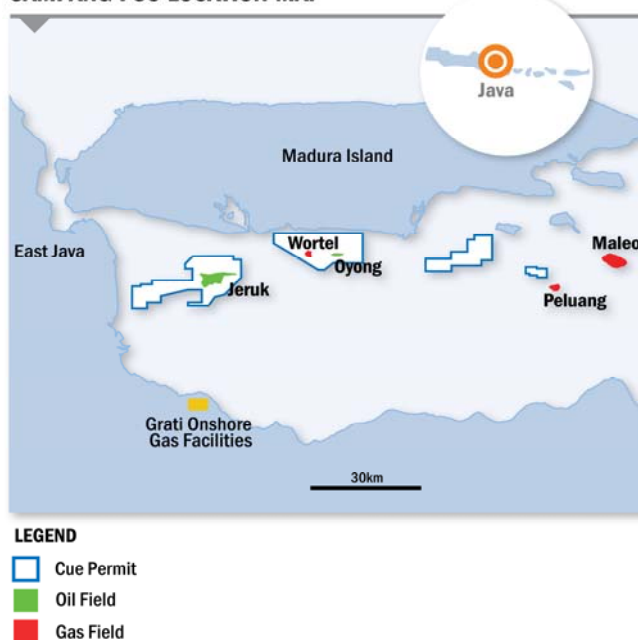 Java
Madura Island
East Java
Wortel
Oyong
Maleo
Jeruk
Peluang
Grati Onshore
Gas Facilities
30km
LEGEND
Cue Permit
Oil Field
Gas Field